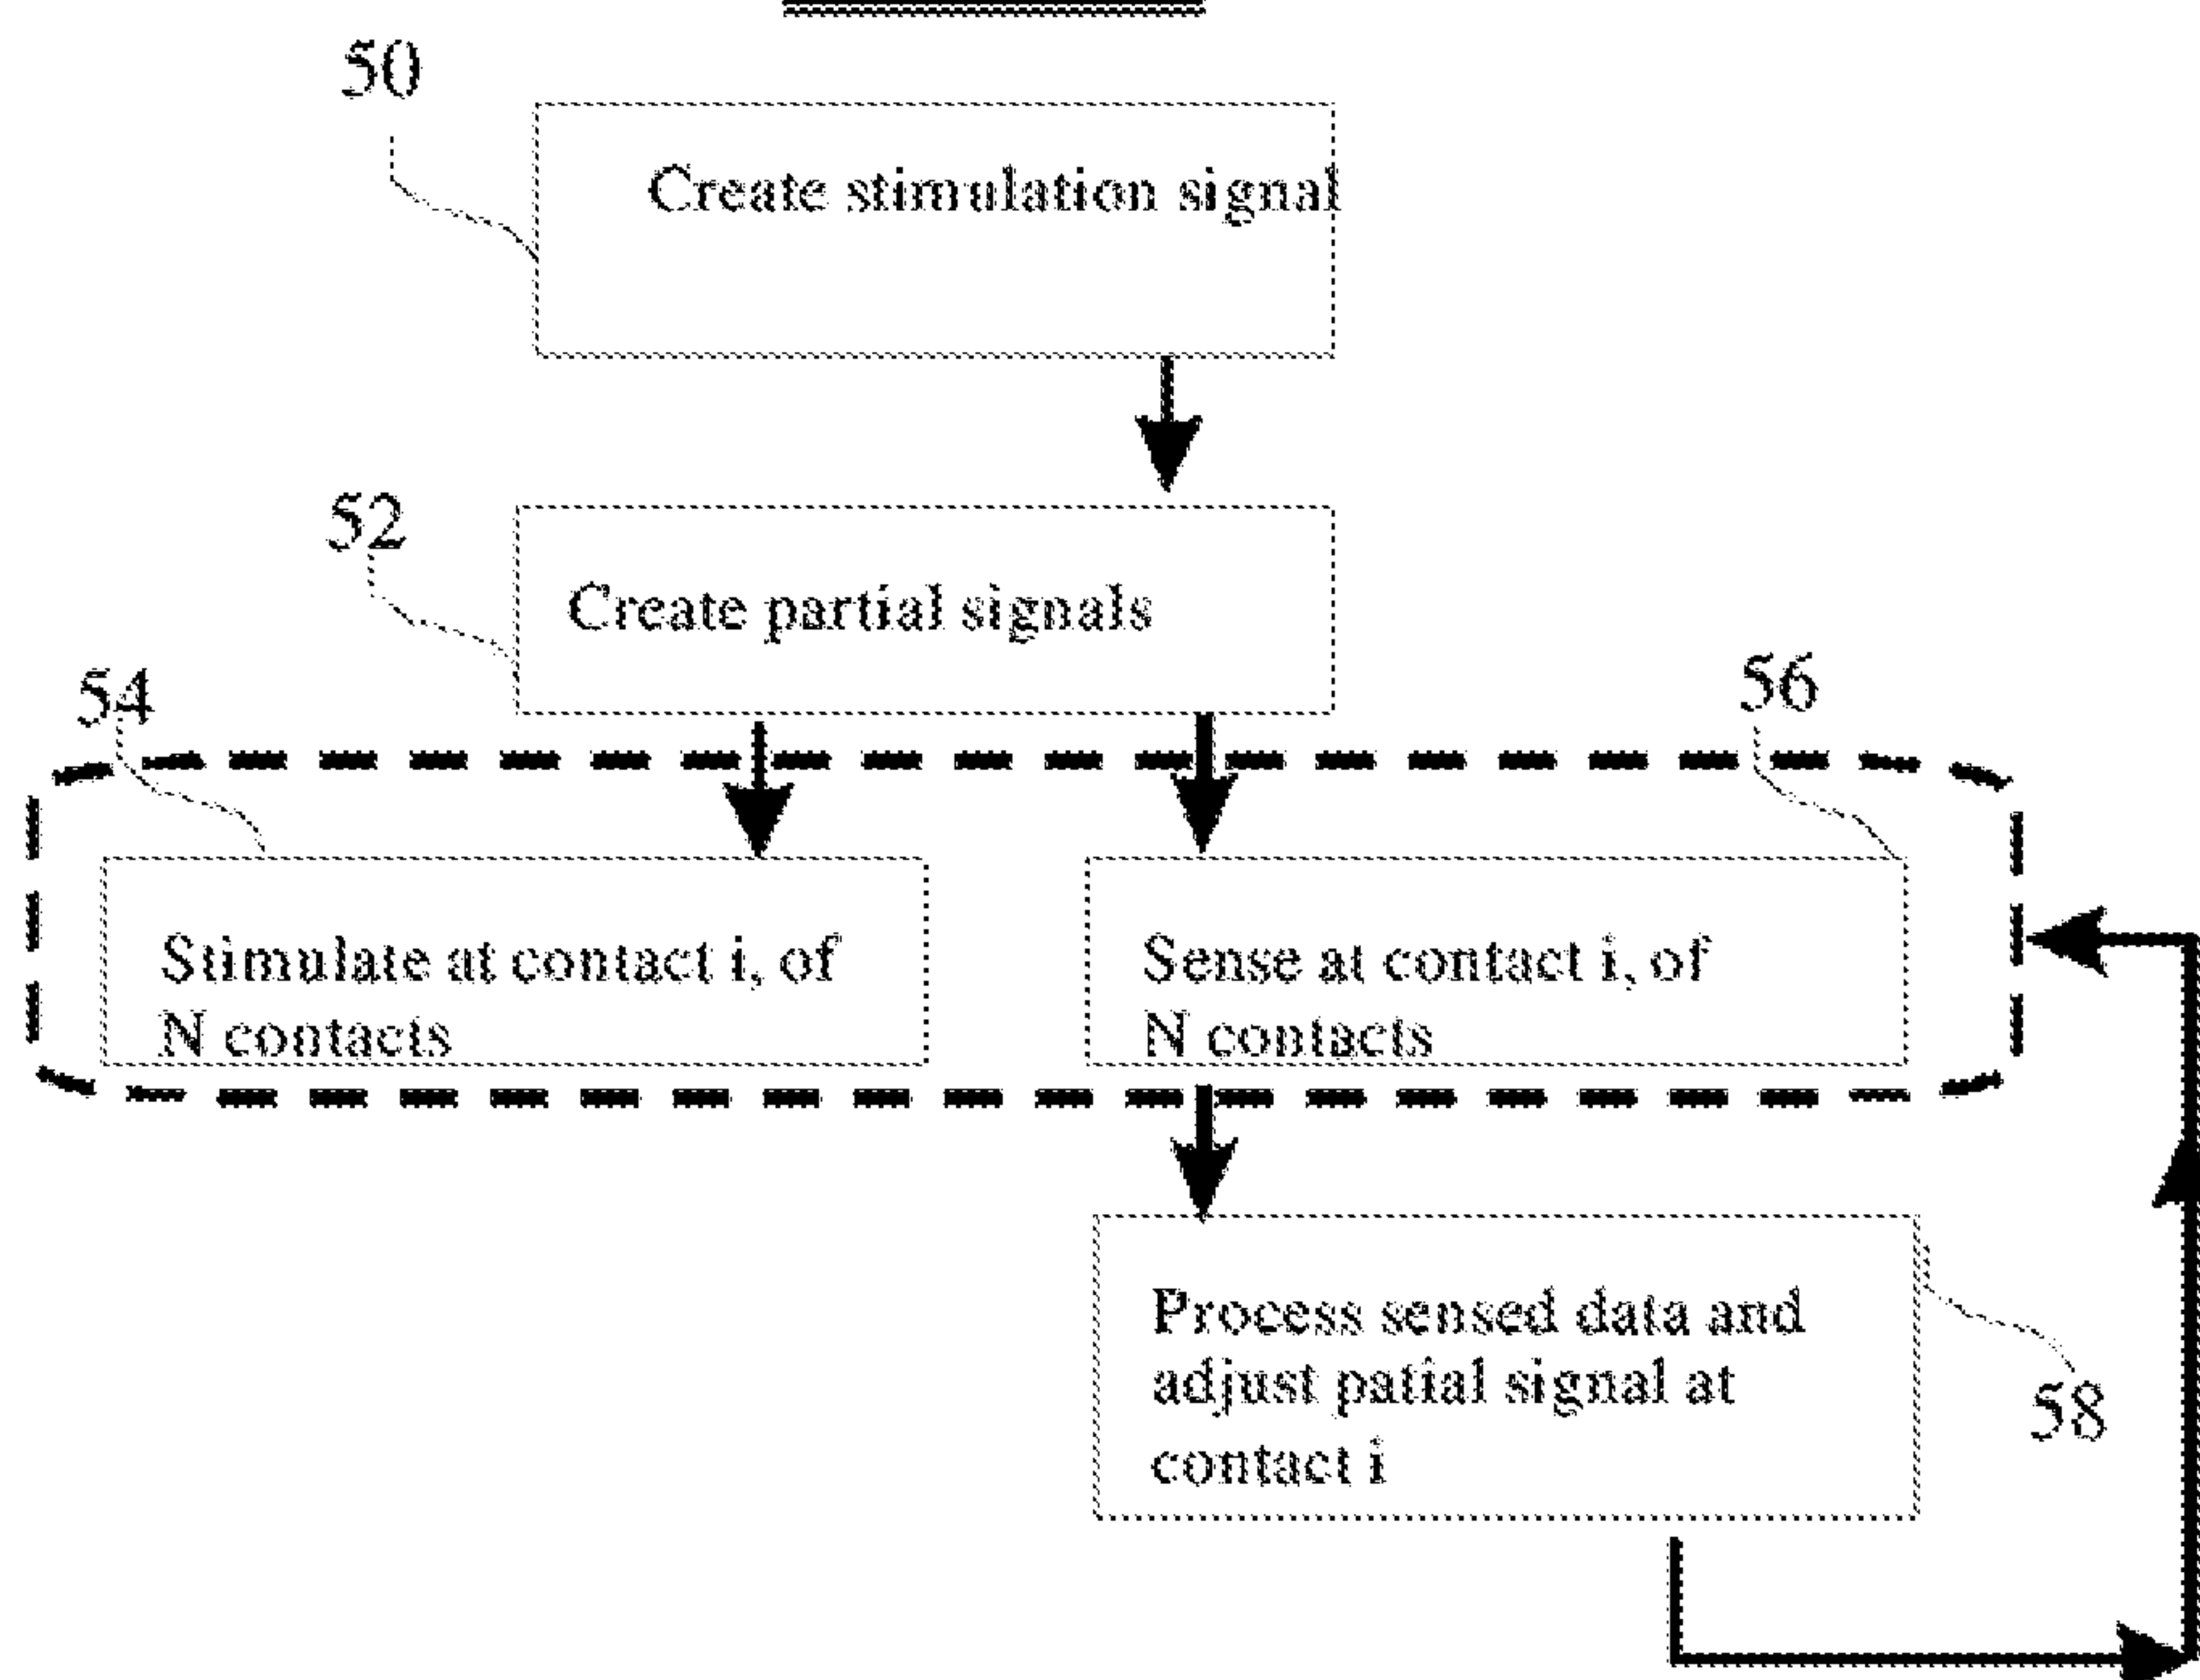 50
Create stimulation signal
52
Create partial signals
54
56
Stimulate at contact i, of
N contacts
Sense at contact i, of
N contacts
Process sensed data and
adjust patial signal at
contact i
58